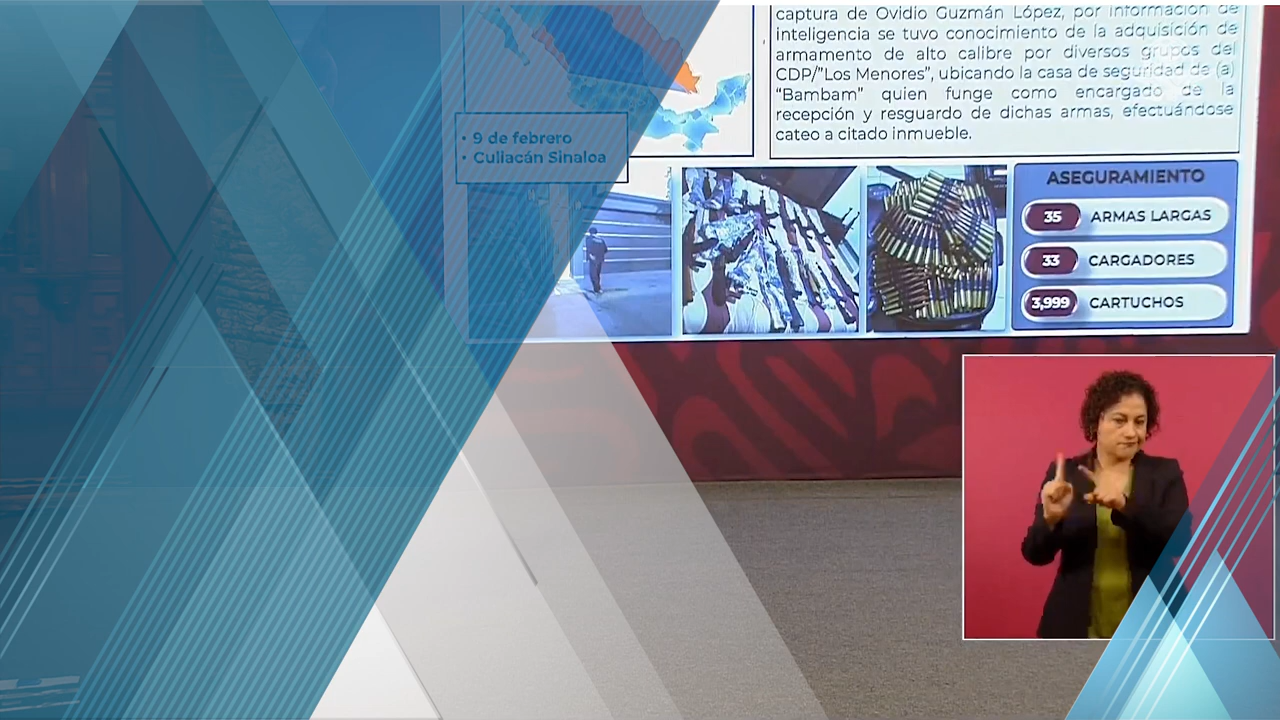 captura de Ovidio Guzmán López, por información de
inteligencia se tuvo conocimiento de la adquisición de
armamento de alto calibre por diversos grupos del
CDP/"Los Menores", ubicando la casa de seguridad de (a)
"Bambam" quien funge como encargado de la
recepción y resguardo de dichas armas, efectuándose
cateo a citado inmueble.
• 9 de febrero
• Culiacán Sinaloa
ASEGURAMIENTO
35 ARMAS LARGAS
33 CARGADORES
3,999 CARTUCHOS